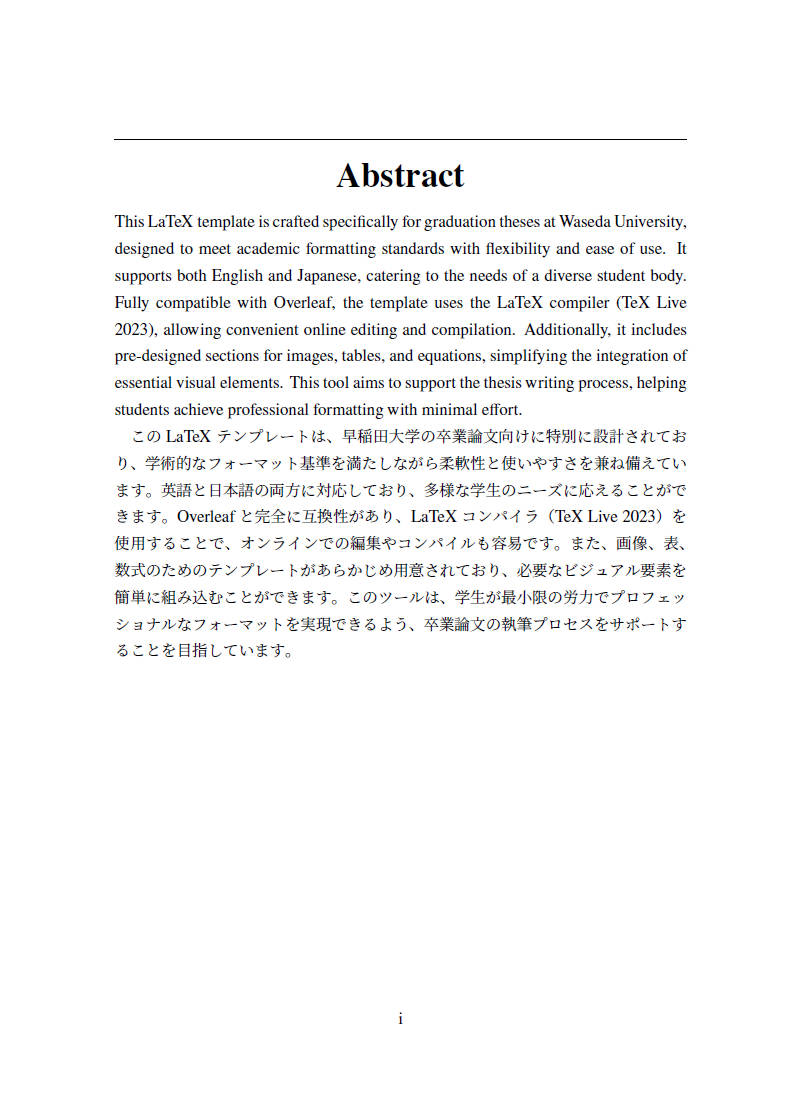 Abstract
This LaTeX template is crafted specifically for graduation theses at Waseda University,
designed to meet academic formatting standards with flexibility and ease of use. It
supports both English and Japanese, catering to the needs of a diverse student body.
Fully compatible with Overleaf, the template uses the LaTeX compiler (TeX Live
2023), allowing convenient online editing and compilation. Additionally, it includes
pre-designed sections for images, tables, and equations, simplifying the integration of
essential visual elements. This tool aims to support the thesis writing process, helping
students achieve professional formatting with minimal effort.
この LaTeX テンプレートは、早稲田大学の卒業論文向けに特別に設計されてお
り、学術的なフォーマット基準を満たしながら柔軟性と使いやすさを兼ね備えてい
ます。英語と日本語の両方に対応しており、多様な学生のニーズに応えることがで
きます。Overleaf と完全に互換性があり、LaTeX コンパイラ（TeX Live 2023）を
使用することで、オンラインでの編集やコンパイルも容易です。また、画像、表、
数式のためのテンプレートがあらかじめ用意されており、必要なビジュアル要素を
簡単に組み込むことができます。このツールは、学生が最小限の労力でプロフェッ
ショナルなフォーマットを実現できるよう、卒業論文の執筆プロセスをサポートす
ることを目指しています。
i